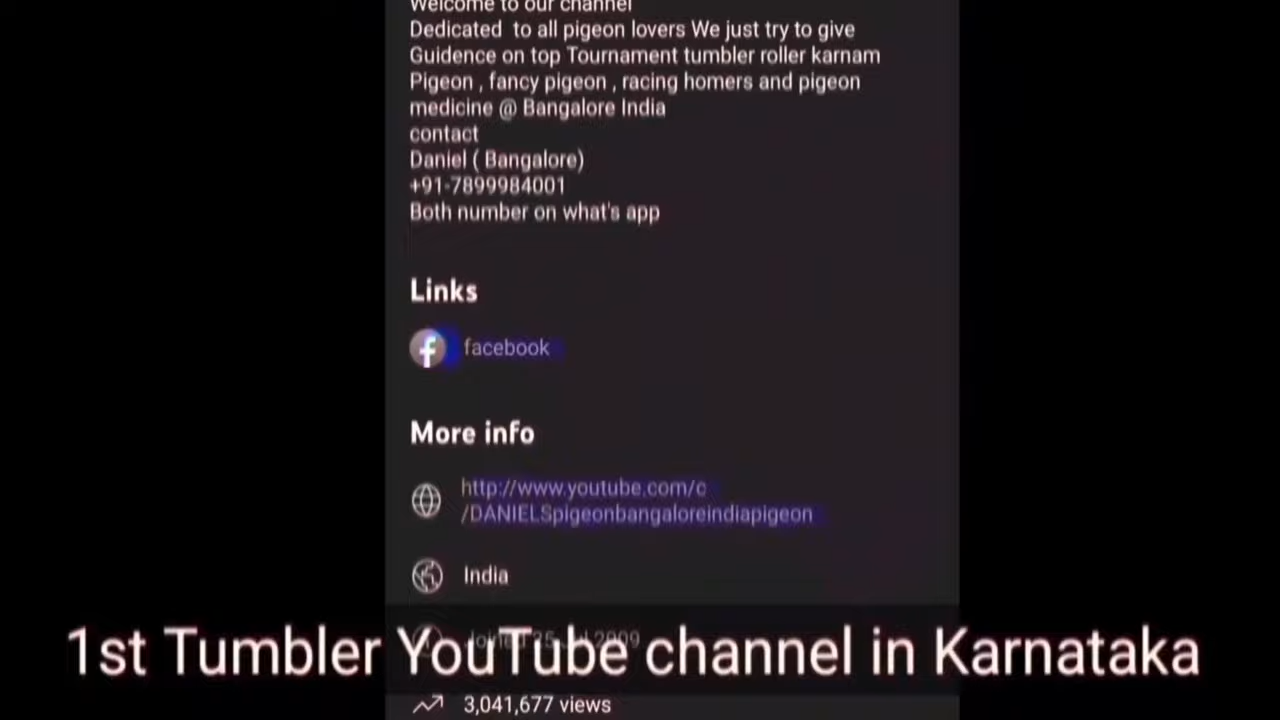 Welcome to our channel
Dedicated to all pigeon lovers We just try to give
Guidence on top Tournament tumbler roller karnam
Pigeon , fancy pigeon , racing homers and pigeon
medicine @ Bangalore India
contact
Daniel ( Bangalore)
+91-7899984001
Both number on what's app
Links
facebook
More info
http://www.youtube.com/c
/DANIELSpigeonbangaloreindiapigeon
India
Joined 2009
1st Tumbler YouTube channel in Karnataka
3,041,677 views